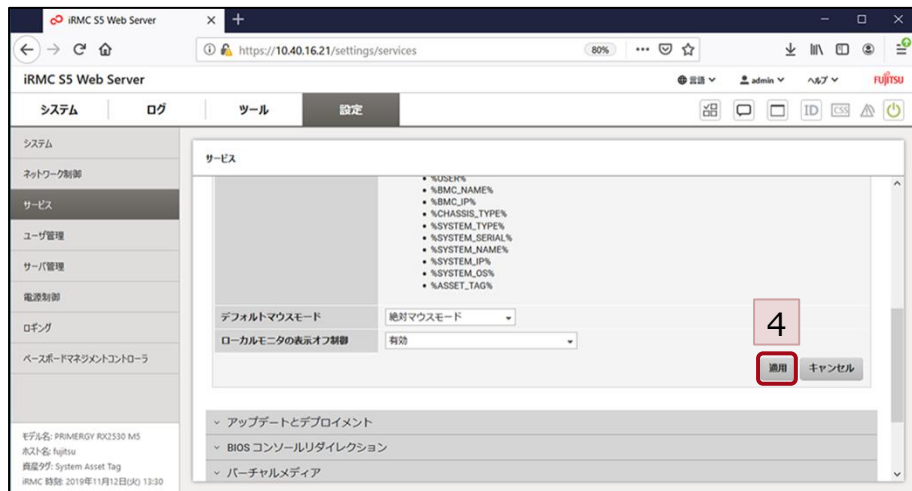 iRMC S5 Web Server
https://10.40.16.21/settings/services
80%
iRMC S5 Web Server
言語
admin
ヘルプ
FUJITSU
システム
ログ
ツール
設定
ID
CSS
システム
ネットワーク制御
サービス
ユーザ管理
サーバ管理
電源制御
ロギング
ベースボードマネジメントコントローラ
モデル名: PRIMERGY RX2530 M5
ホスト名: fujitsu
資産タグ: System Asset Tag
iRMC 時刻: 2019年11月12日(火) 13:30
サービス
• %USER%
• %BMC_NAME%
• %BMC_IP%
• %CHASSIS_TYPE%
• %SYSTEM_TYPE%
• %SYSTEM_SERIAL%
• %SYSTEM_NAME%
• %SYSTEM_IP%
• %SYSTEM_OS%
• %ASSET_TAG%
デフォルトマウスモード
絶対マウスモード
ローカルモニタの表示オフ制御
有効
4
適用
キャンセル
アップデートとデプロイメント
BIOS コンソールリダイレクション
バーチャルメディア